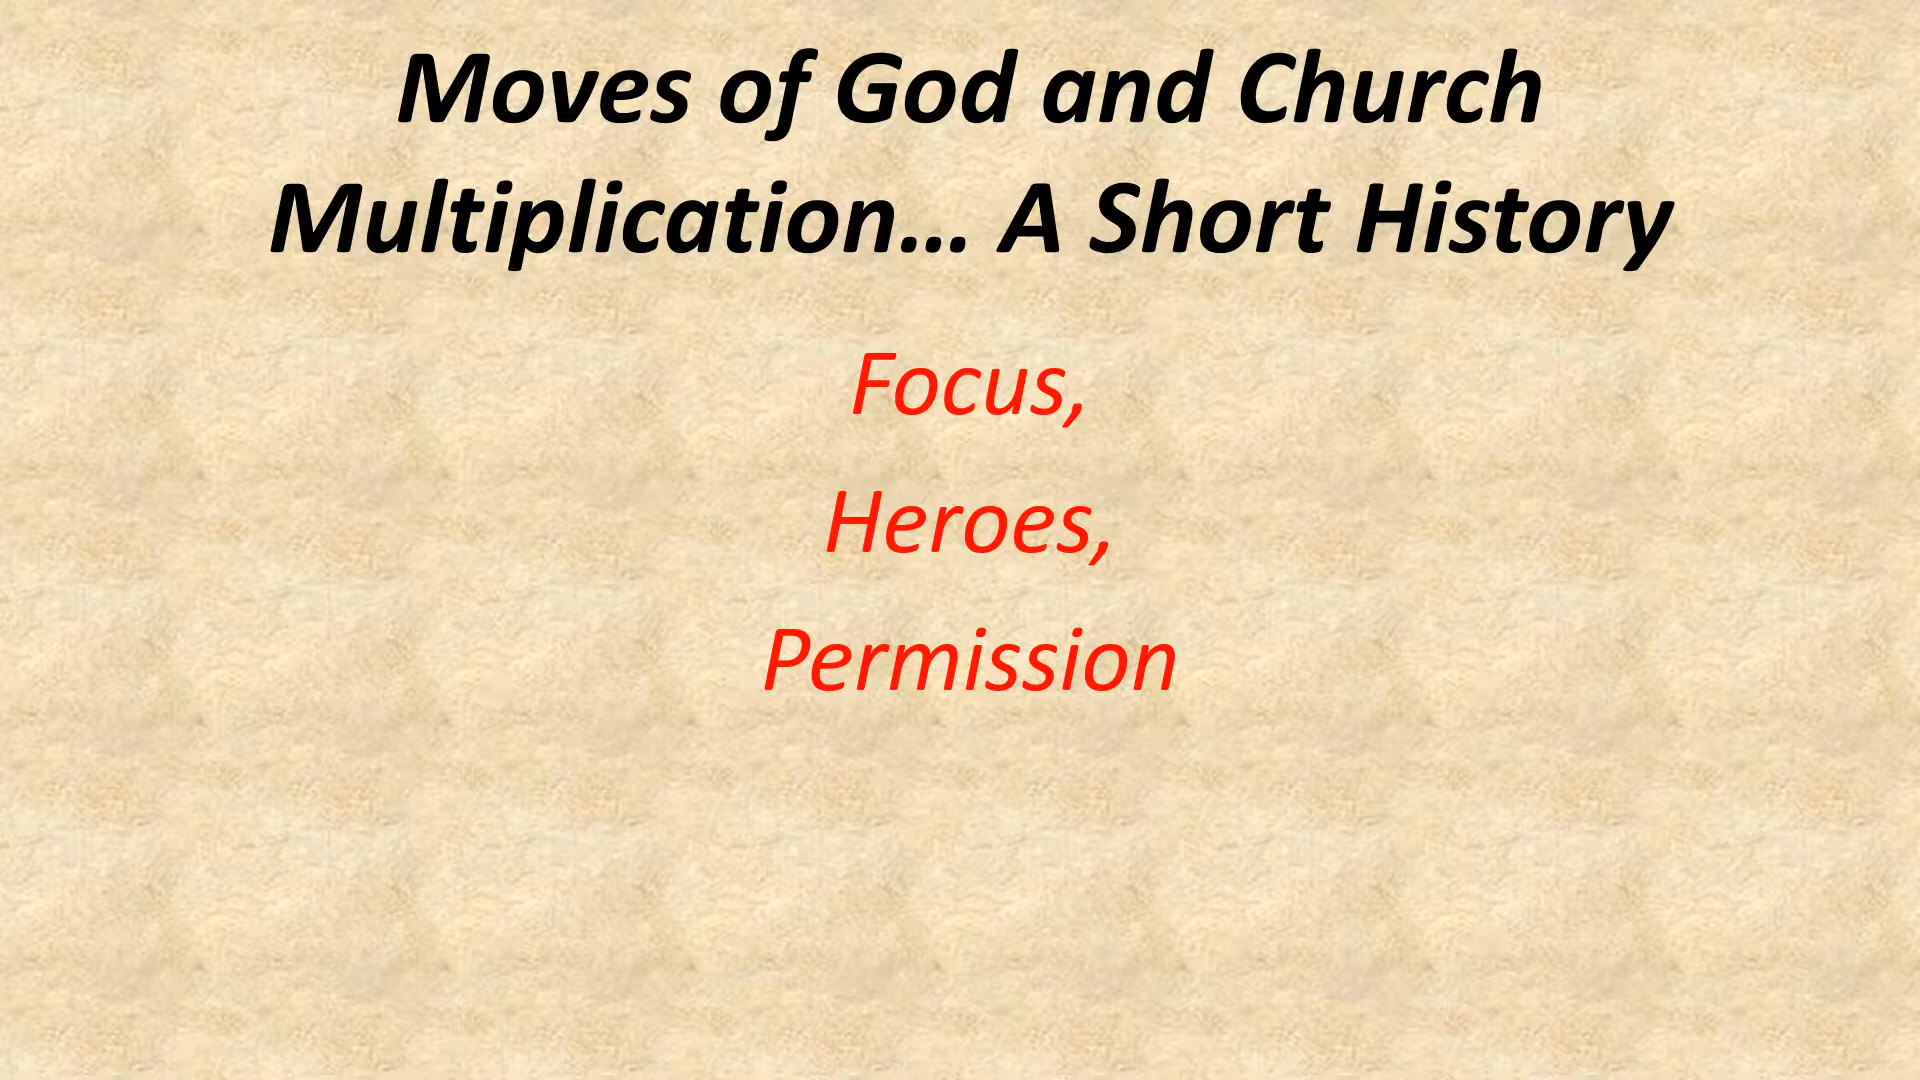 Moves of God and Church
Multiplication... A Short History
Focus,
Heroes,
Permission